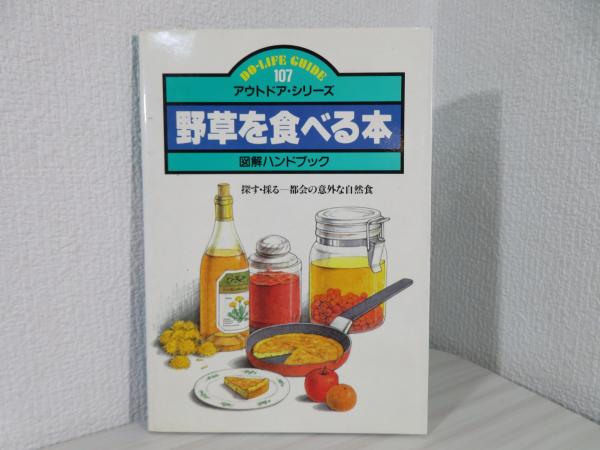 DO-LIFE GUIDE
107
アウトドア・シリーズ
野草を食べる本
図解ハンドブック
探す・採る—都会の意外な自然食